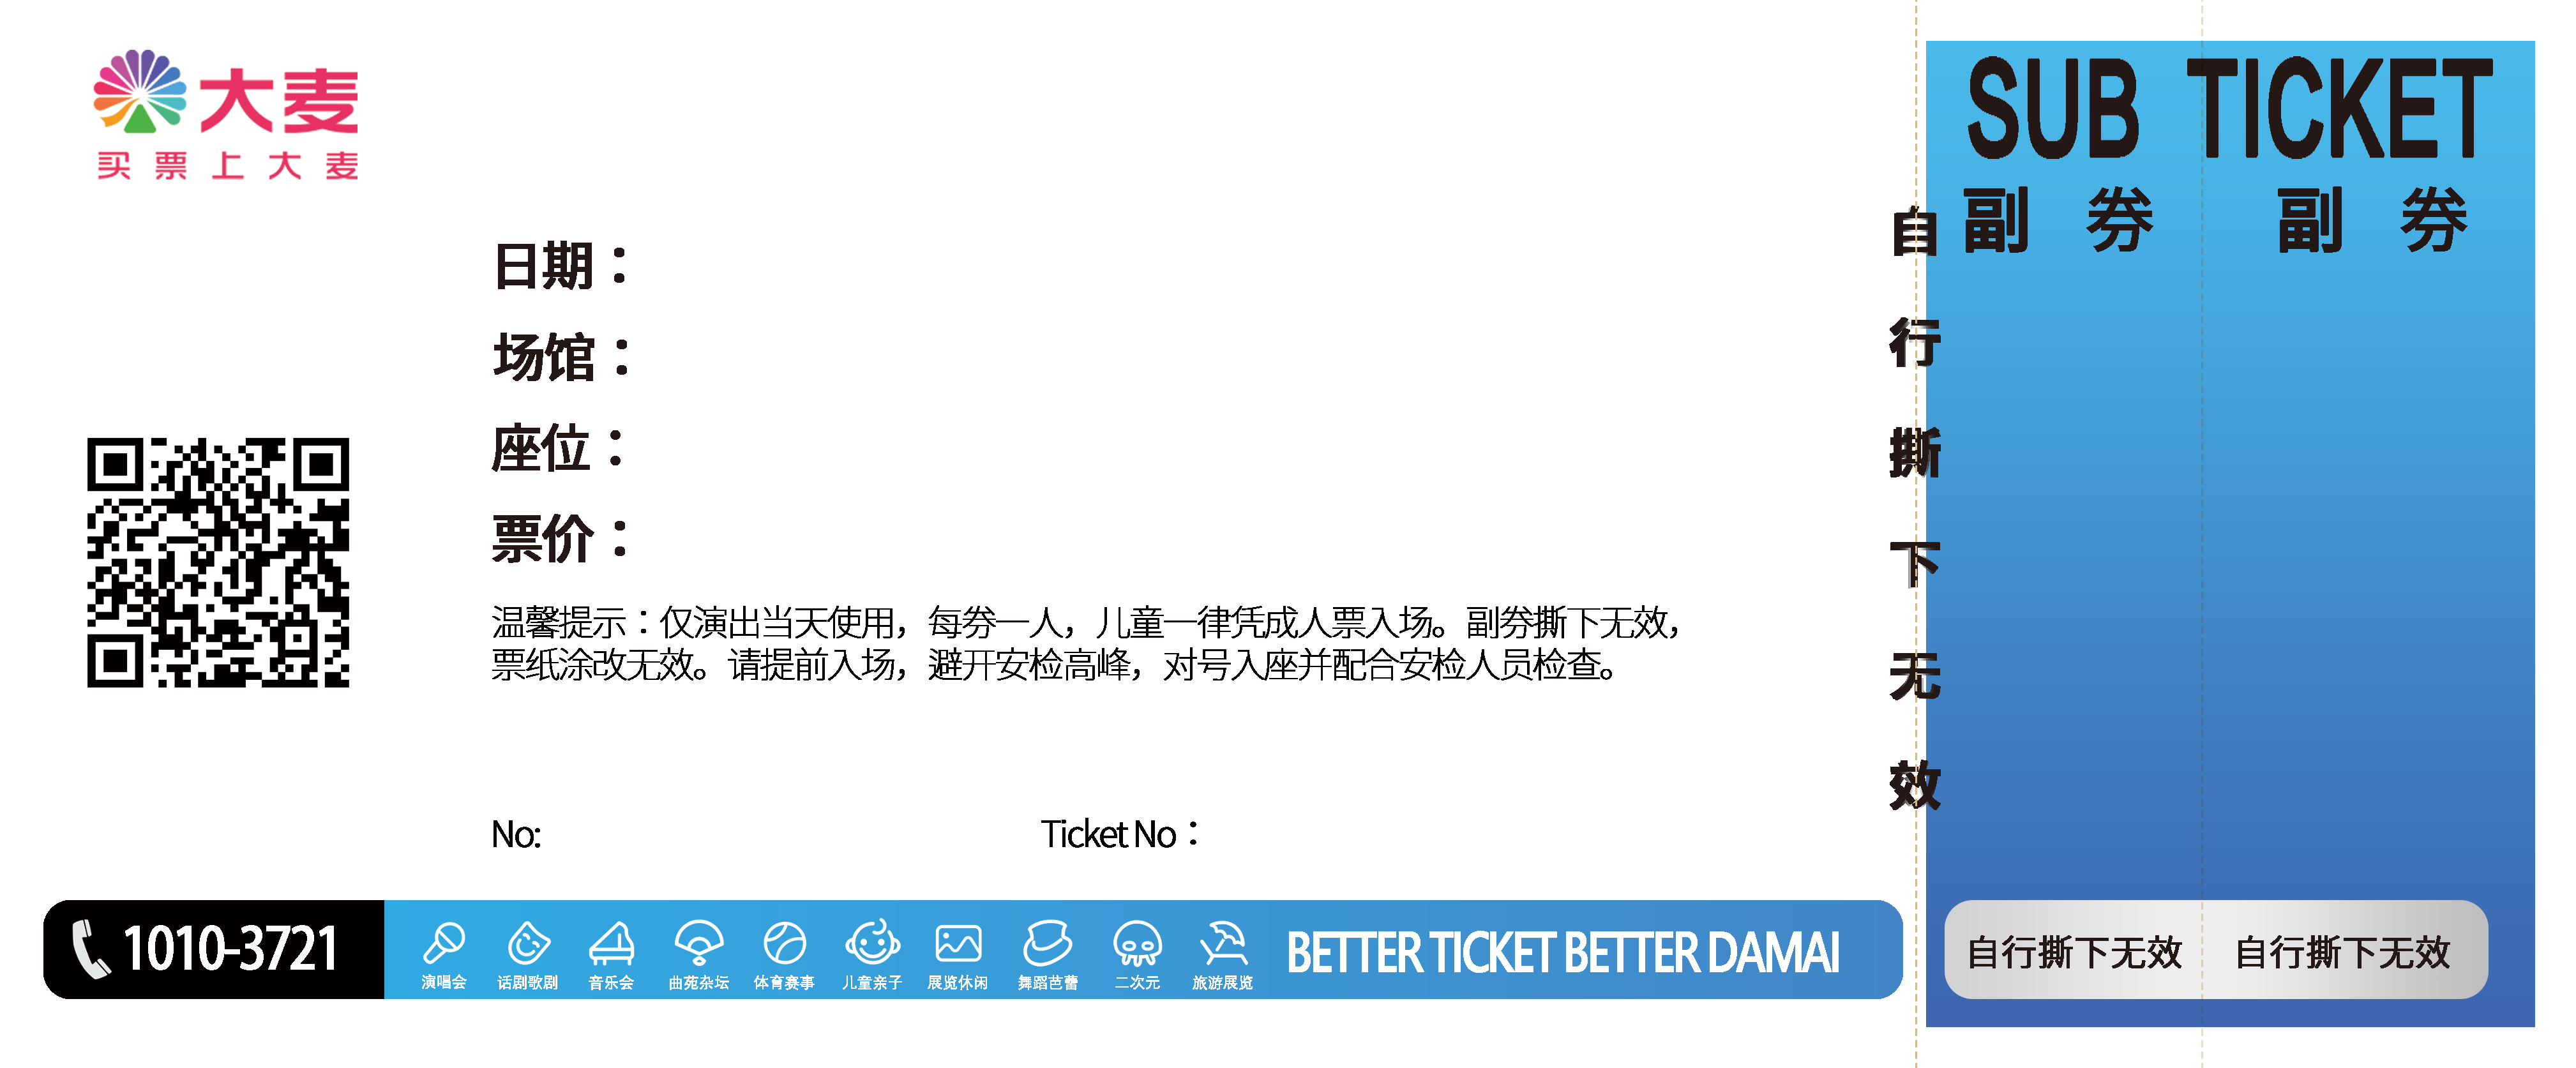 大麦
买票上大麦
日期：
场馆：
座位：
票价：
温馨提示：仅演出当天使用，每券一人，儿童一律凭成人票入场。副券撕下无效，
票纸涂改无效。请提前入场，避开安检高峰，对号入座并配合安检人员检查。
No:
Ticket No：
1010-3721
演唱会 话剧歌剧 音乐会 曲苑杂坛 体育赛事 儿童亲子 展览休闲 舞蹈芭蕾 二次元 旅游展览
BETTER TICKET BETTER DAMAI
自行撕下无效
SUB TICKET
副券 副券
自行撕下无效 自行撕下无效